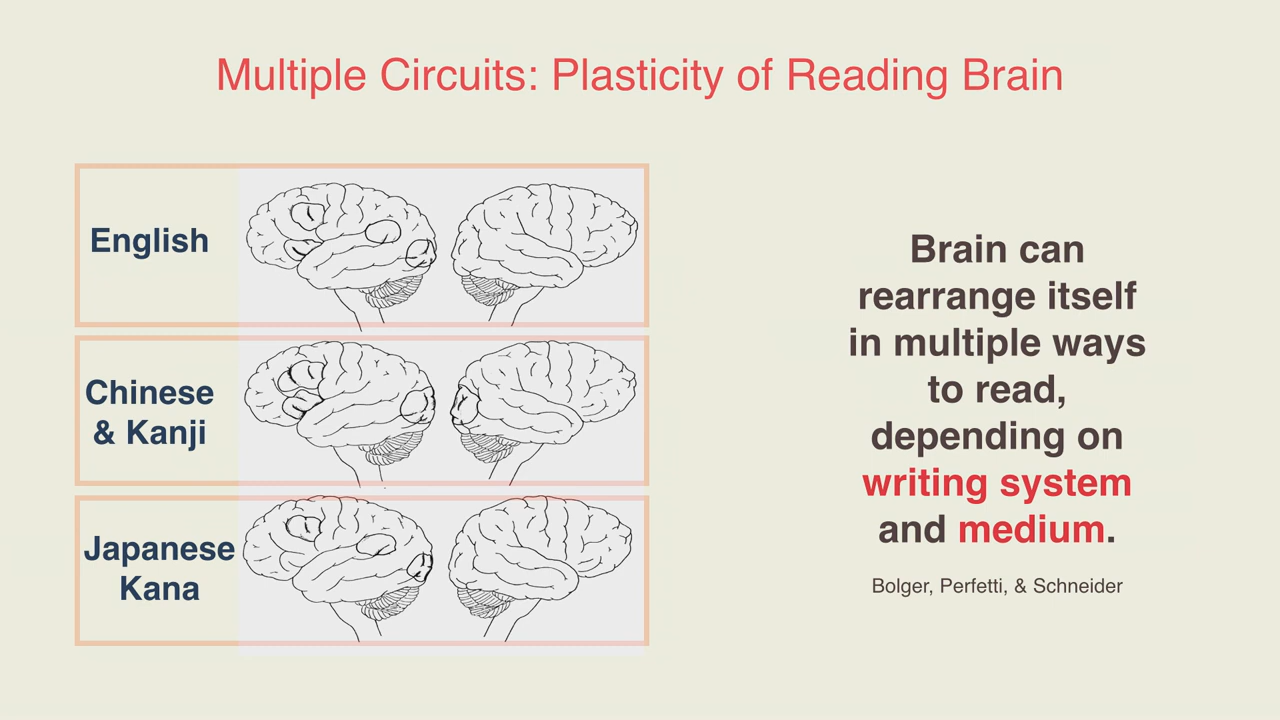 Multiple Circuits: Plasticity of Reading Brain
English
Chinese
& Kanji
Japanese
Kana
Brain can
rearrange itself
in multiple ways
to read,
depending on
writing system
and medium.
Bolger, Perfetti, & Schneider